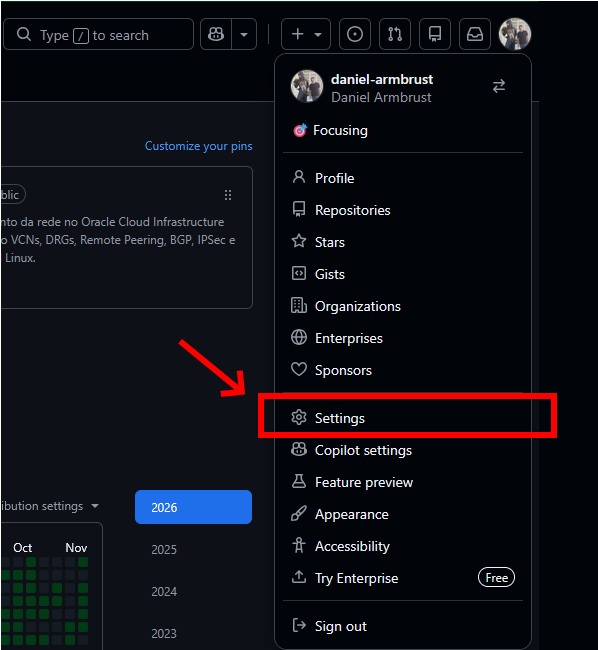 Type / to search
daniel-armbrust
Daniel Armbrust
Focusing
Customize your pins
blic
nto da rede no Oracle Cloud Infrastructure
o VCNs, DRGs, Remote Peering, BGP, IPSec e
Linux.
Profile
Repositories
Stars
Gists
Organizations
Enterprises
Sponsors
Settings
Copilot settings
Feature preview
Appearance
Accessibility
Try Enterprise Free
Sign out
ibution settings
Oct Nov
2026
2025
2024
2023